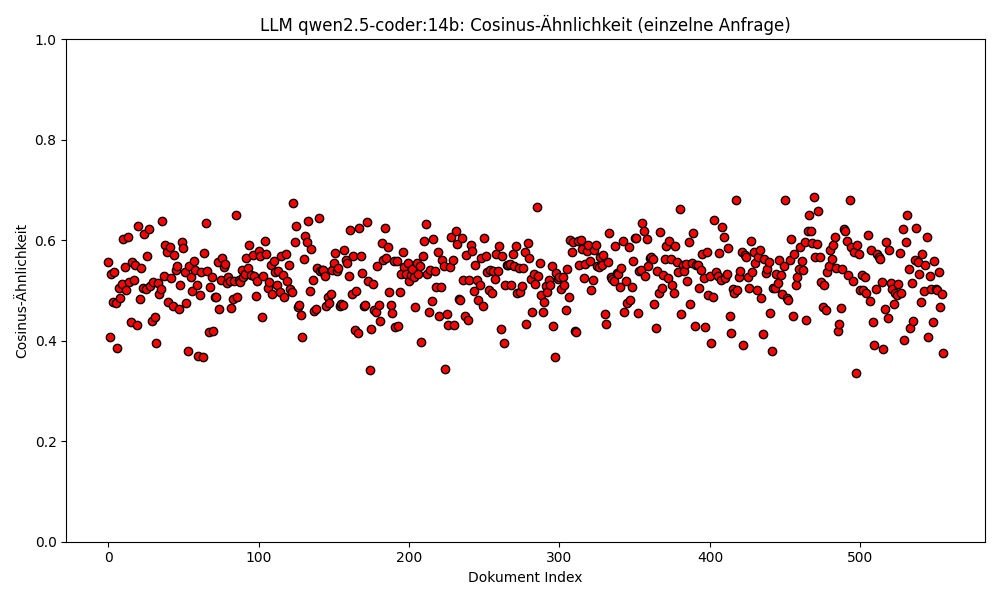 LLM qwen2.5-coder:14b: Cosinus-Ähnlichkeit (einzelne Anfrage)
Cosinus-Ähnlichkeit
1.0
0.8
0.6
0.4
0.2
0.0
0 100 200 300 400 500
Dokument Index